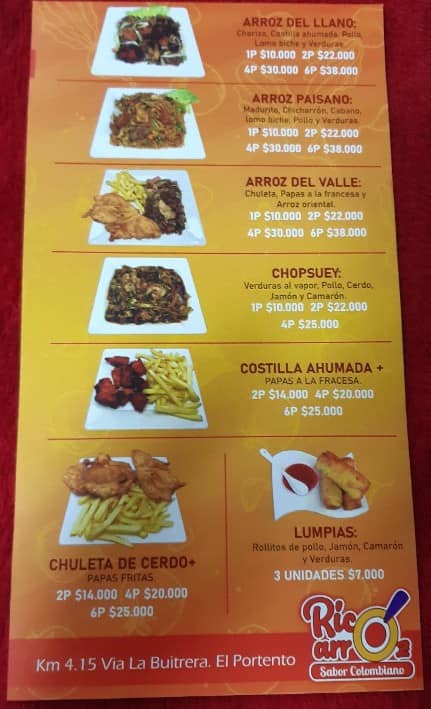 ARROZ DEL LLANO:
Chorizo, Costilla ahumada, Pollo,
Lomo biche y Verduras
1P $10.000 2P $22.000
4P $30.000 6P $38.000
ARROZ PAISANO:
Madurito, Chicharrón, Cabano,
lomo biche, Pollo y Verduras.
1P $10.000 2P $22.000
4P $30.000 6P $38.000
ARROZ DEL VALLE:
Chuleta, Papas a la francesa y
Arroz oriental.
1P $10.000 2P $22.000
4P $30.000 6P $38.000
CHOPSUEY:
Verduras al vapor, Pollo, Cerdo,
Jamón y Camarón.
1P $10.000 2P $22.000
4P $25.000
COSTILLA AHUMADA +
PAPAS A LA FRACESA.
2P $14.000 4P $20.000
6P $25.000
CHULETA DE CERDO+
PAPAS FRITAS.
2P $14.000 4P $20.000
6P $25.000
LUMPIAS:
Rollitos de pollo, Jamón, Camarón
y Verduras.
3 UNIDADES $7,000
Km 4.15 Via La Buitrera. El Portento
Rico
arroz
Sabor Colombiano